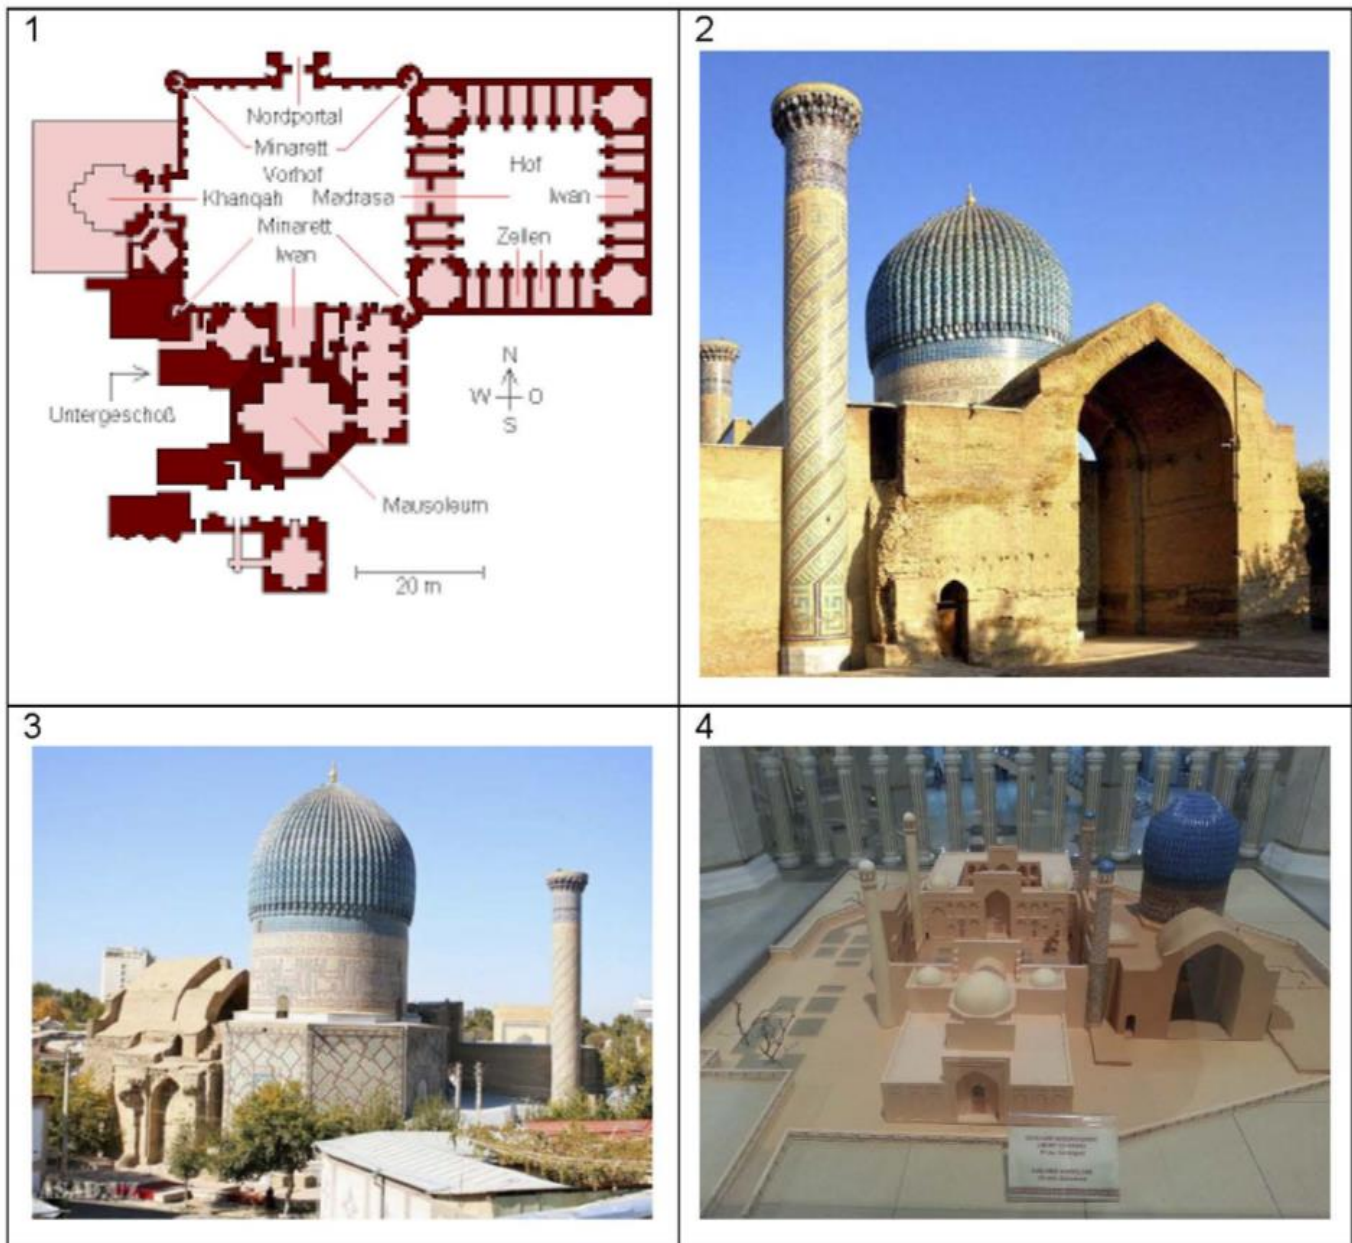 1
Nordportal
Minarett
Vorhof
Khanqah
Madrasa
Hof
Iwan
Minarett
Zellen
Iwan
N
W O
S
Untergeschoß
Mausoleum
20 m
2
3
4